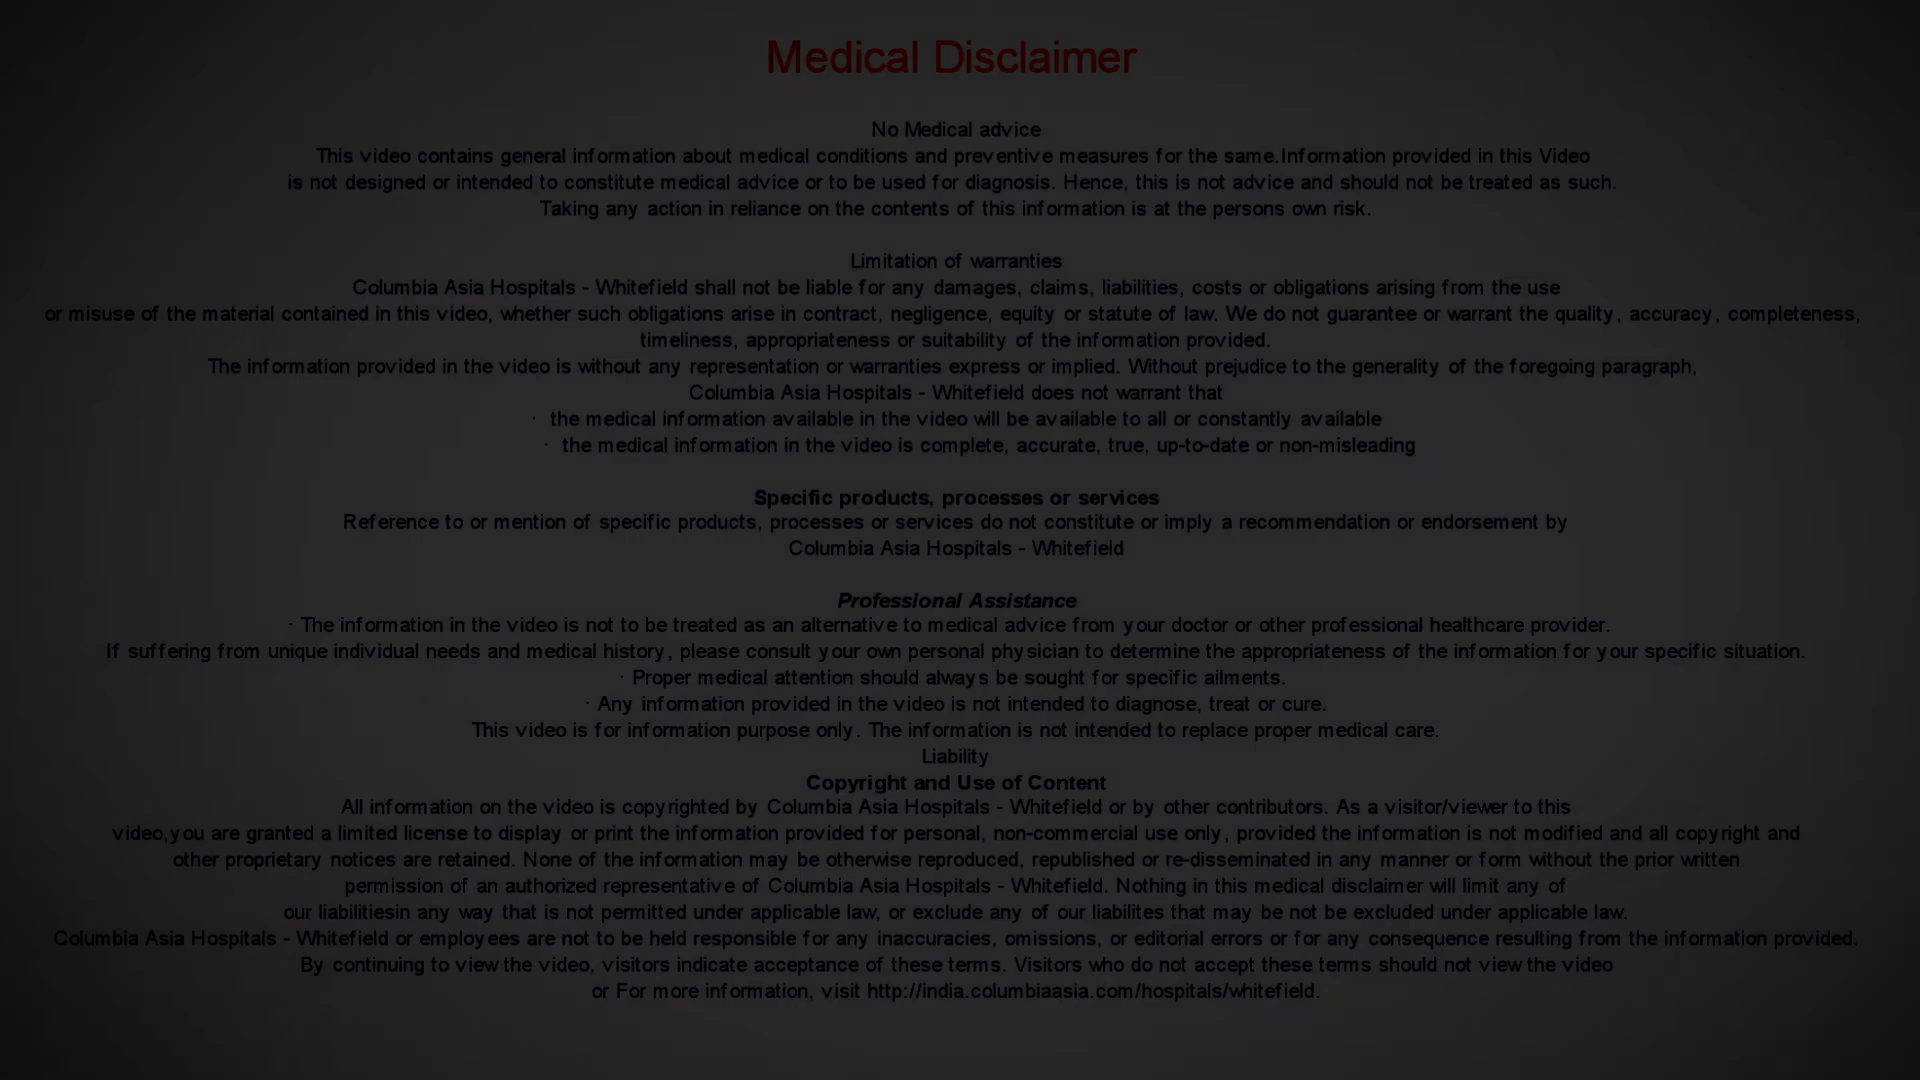 Medical Disclaimer
No Medical advice
This video contains general information about medical conditions and preventive measures for the same.Information provided in this Video
is not designed or intended to constitute medical advice or to be used for diagnosis. Hence, this is not advice and should not be treated as such.
Taking any action in reliance on the contents of this information is at the persons own risk.
Limitation of warranties
Columbia Asia Hospitals - Whitefield shall not be liable for any damages, claims, liabilities, costs or obligations arising from the use
or misuse of the material contained in this video, whether such obligations arise in contract, negligence, equity or statute of law. We do not guarantee or warrant the quality, accuracy, completeness,
timeliness, appropriateness or suitability of the information provided.
The information provided in the video is without any representation or warranties express or implied. Without prejudice to the generality of the foregoing paragraph,
Columbia Asia Hospitals - Whitefield does not warrant that
· the medical information available in the video will be available to all or constantly available
· the medical information in the video is complete, accurate, true, up-to-date or non-misleading
Specific products, processes or services
Reference to or mention of specific products, processes or services do not constitute or imply a recommendation or endorsement by
Columbia Asia Hospitals - Whitefield
Professional Assistance
· The information in the video is not to be treated as an alternative to medical advice from your doctor or other professional healthcare provider.
If suffering from unique individual needs and medical history, please consult your own personal physician to determine the appropriateness of the information for your specific situation.
· Proper medical attention should always be sought for specific ailments.
· Any information provided in the video is not intended to diagnose, treat or cure.
This video is for information purpose only. The information is not intended to replace proper medical care.
Liability
Copyright and Use of Content
All information on the video is copyrighted by Columbia Asia Hospitals - Whitefield or by other contributors. As a visitor/viewer to this
video,you are granted a limited license to display or print the information provided for personal, non-commercial use only, provided the information is not modified and all copyright and
other proprietary notices are retained. None of the information may be otherwise reproduced, republished or re-disseminated in any manner or form without the prior written
permission of an authorized representative of Columbia Asia Hospitals - Whitefield. Nothing in this medical disclaimer will limit any of
our liabilitiesin any way that is not permitted under applicable law, or exclude any of our liabilites that may be not be excluded under applicable law.
Columbia Asia Hospitals - Whitefield or employees are not to be held responsible for any inaccuracies, omissions, or editorial errors or for any consequence resulting from the information provided.
By continuing to view the video, visitors indicate acceptance of these terms. Visitors who do not accept these terms should not view the video
or For more information, visit http://india.columbiaasia.com/hospitals/whitefield.